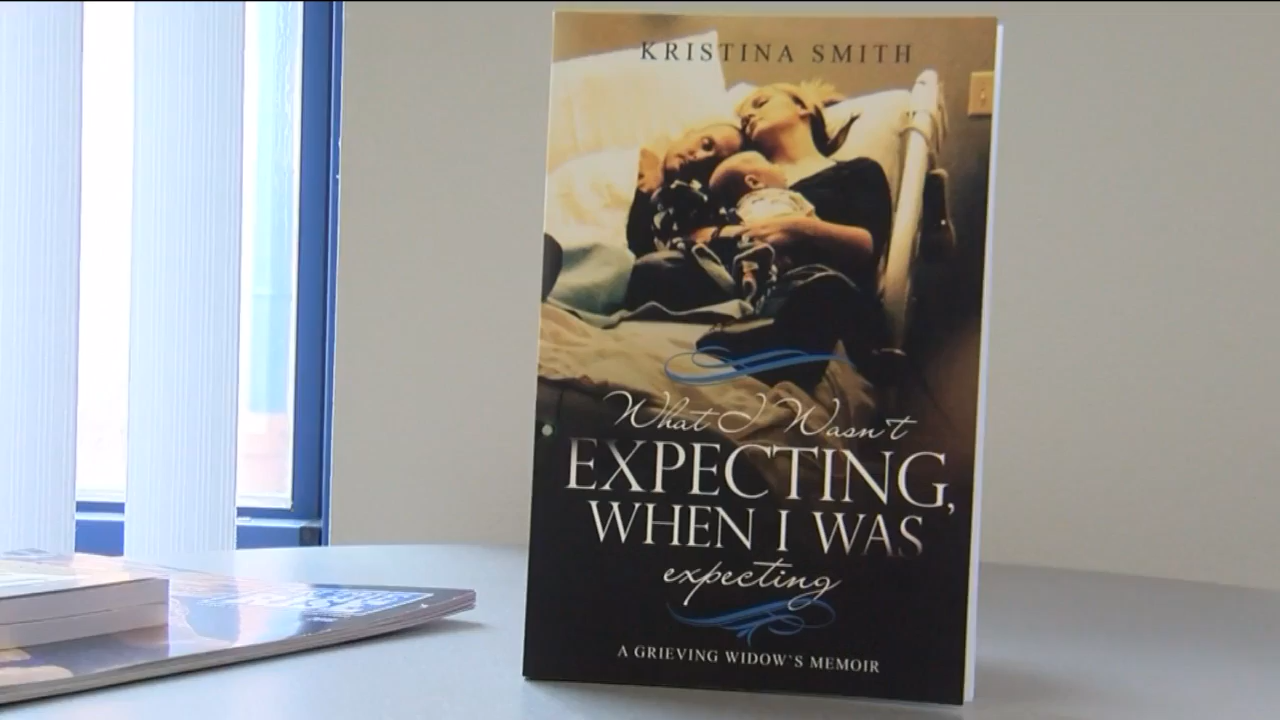 KRISTINA SMITH
What I Wasn't
EXPECTING,
WHEN I WAS
expecting
A GRIEVING WIDOW'S MEMOIR